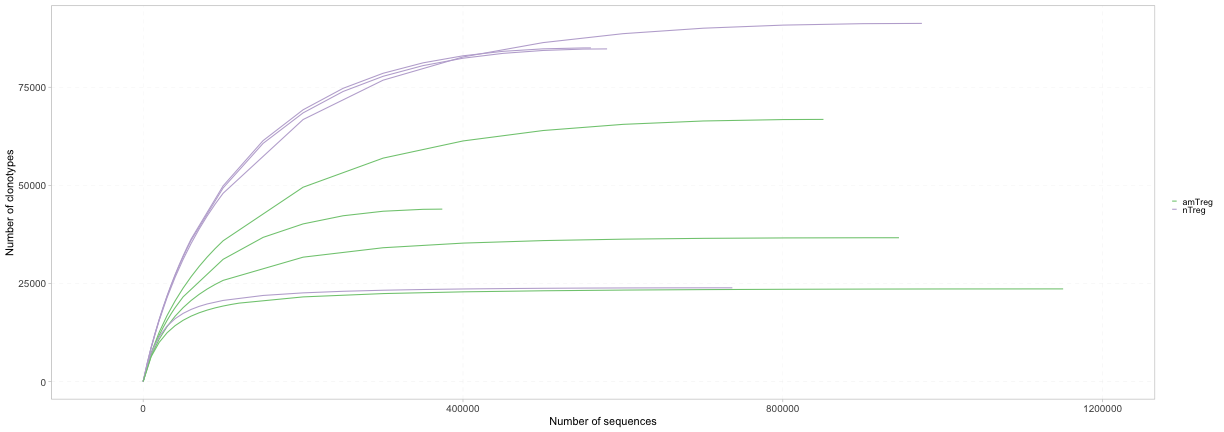 75000
50000
25000
0
Number of clonotypes
0
400000
800000
1200000
Number of sequences
amTreg
nTreg